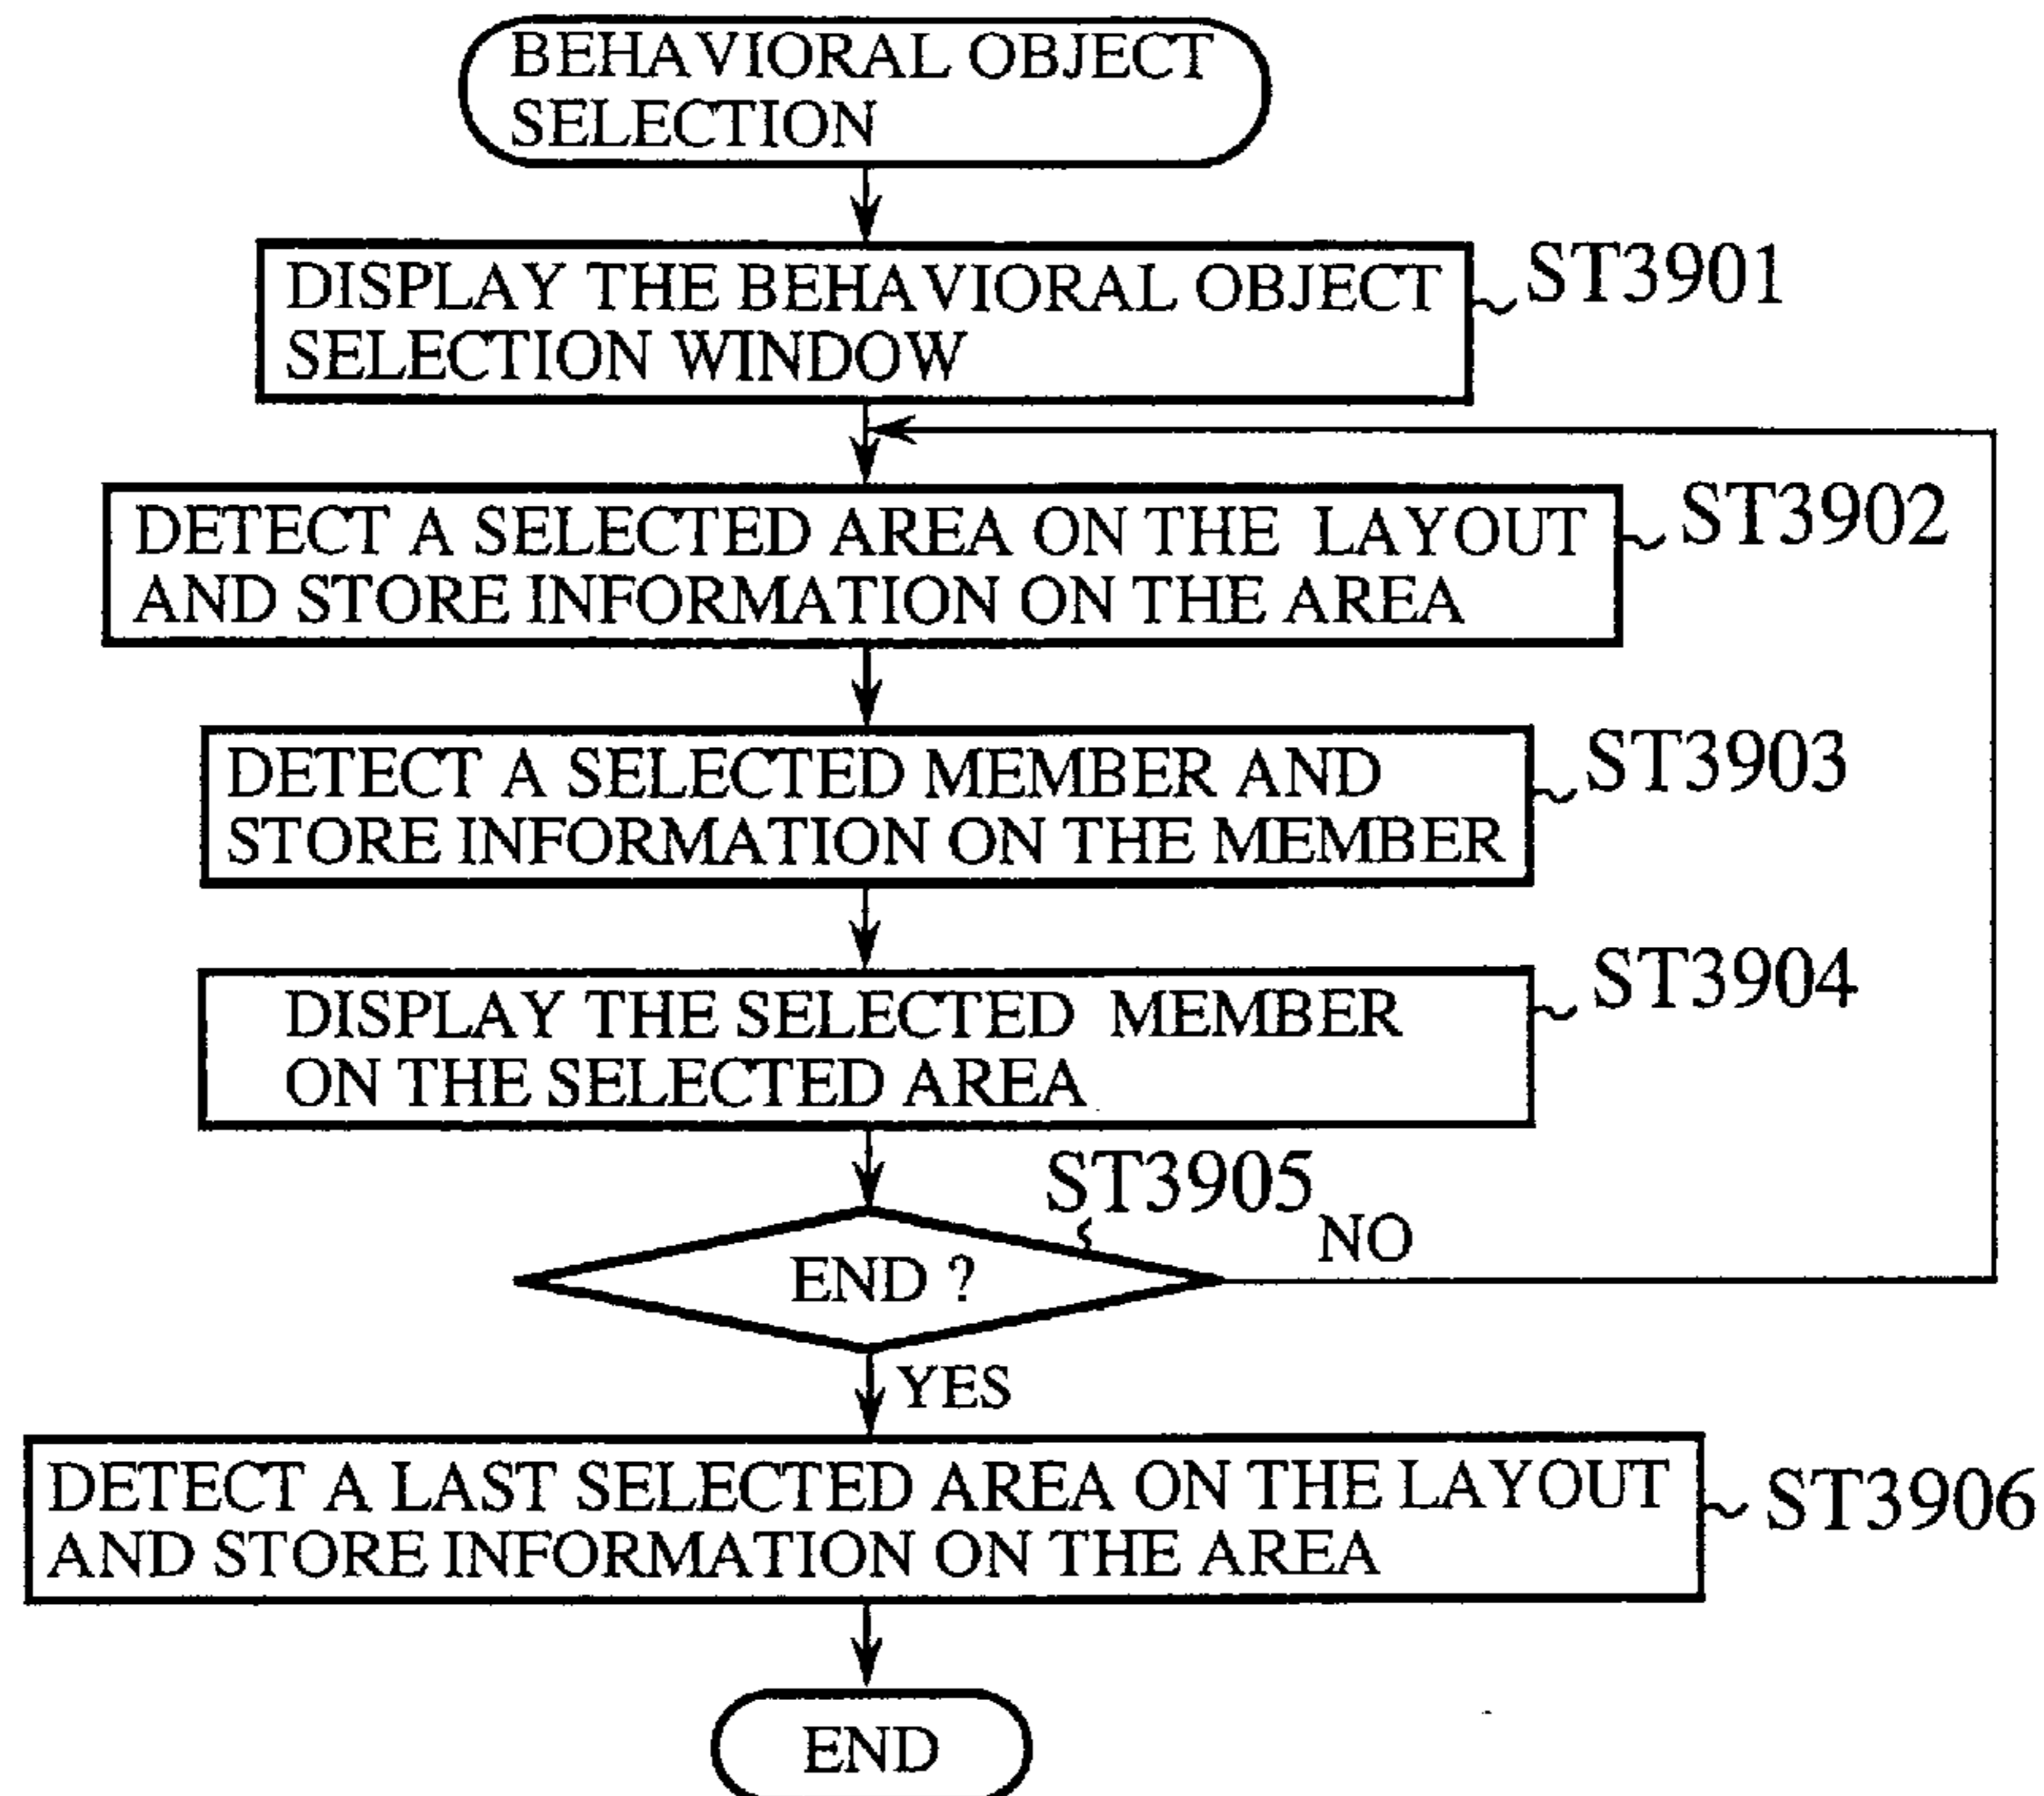 BEHAVIORAL OBJECT
SELECTION
DISPLAY THE BEHAVIORAL OBJECT
SELECTION WINDOW
ST3901
DETECT A SELECTED AREA ON THE LAYOUT
AND STORE INFORMATION ON THE AREA
ST3902
DETECT A SELECTED MEMBER AND
STORE INFORMATION ON THE MEMBER
ST3903
DISPLAY THE SELECTED MEMBER
ON THE SELECTED AREA
ST3904
ST3905
END ?
NO
YES
DETECT A LAST SELECTED AREA ON THE LAYOUT
AND STORE INFORMATION ON THE AREA
ST3906
END